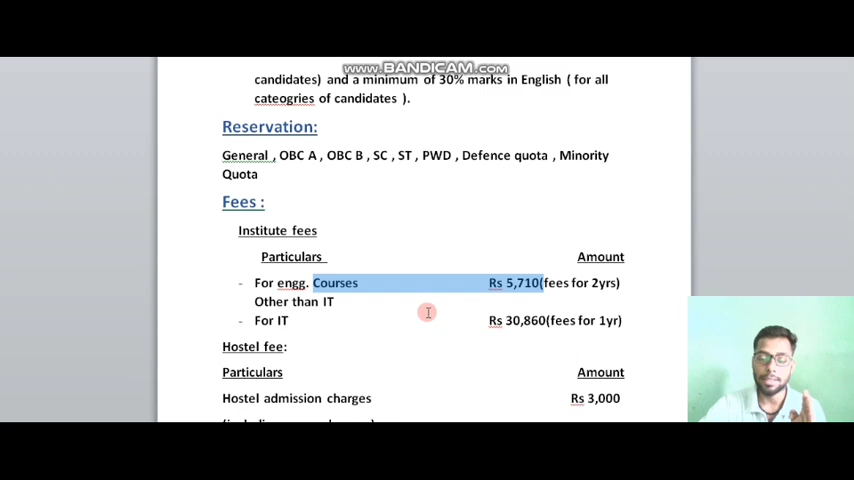 www.BANDICAM.com
candidates) and a minimum of 30% marks in English ( for all
cateogries of candidates ).
Reservation:
General , OBC A , OBC B , SC , ST , PWD , Defence quota , Minority
Quota
Fees :
Institute fees
Particulars Amount
- For engg. Courses Rs 5,710(fees for 2yrs)
Other than IT
- For IT Rs 30,860(fees for 1yr)
Hostel fee:
Particulars Amount
Hostel admission charges Rs 3,000